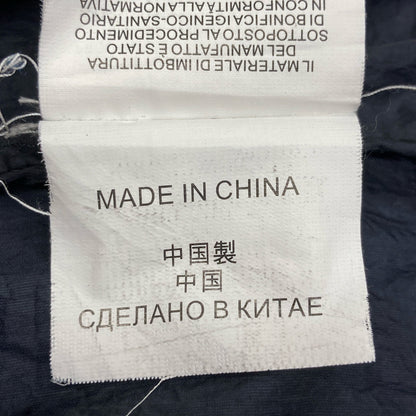 IL MATERIALE DI IMBOTTITURA
DEL MANUFATTO È STATO
SOTTOPOSTO AL PROCEDIMENTO
DI BONIFICA IGENICO-SANITARIO
IN CONFORMITÀ ALLA NORMATIVA
MADE IN CHINA
中国製
中国
СДЕЛАНО В КИТАЕ